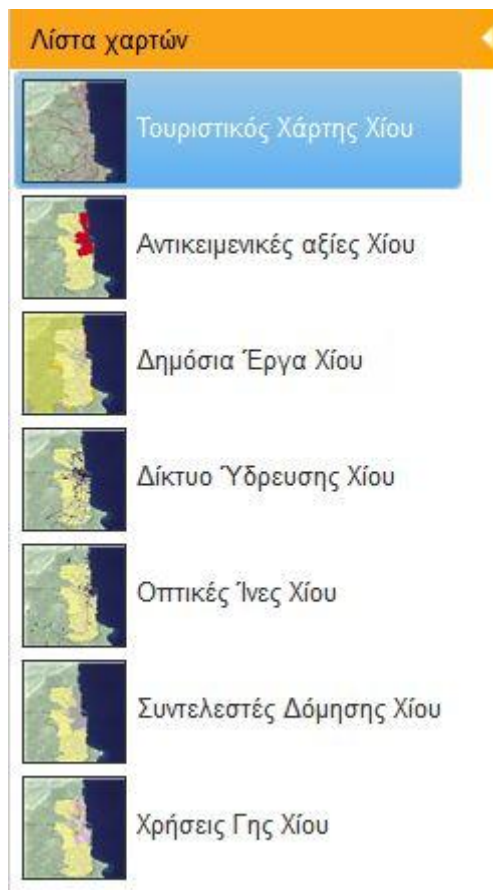 Λίστα χαρτών
Τουριστικός Χάρτης Χίου
Αντικειμενικές αξίες Χίου
Δημόσια Έργα Χίου
Δίκτυο Ύδρευσης Χίου
Οπτικές Ίνες Χίου
Συντελεστές Δόμησης Χίου
Χρήσεις Γης Χίου